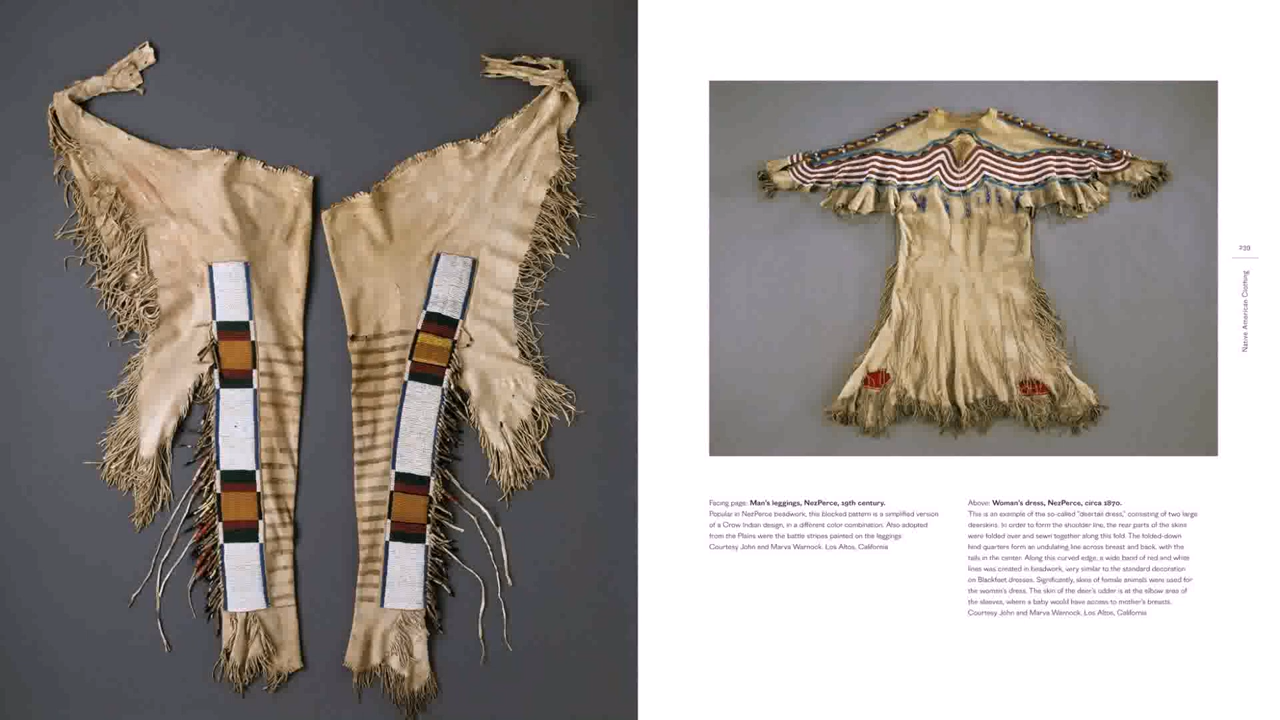 239
Native American Clothing
Facing page: Man's leggings, NezPerce, 19th century.
Popular in NezPerce beadwork, this blocked pattern is a simplified version
of a Crow Indian design, in a different color combination. Also adopted
from the Plains were the battle stripes painted on the leggings
Courtesy John and Marva Warnock, Los Altos, California
Above: Woman's dress, NezPerce, circa 1870.
This is an example of the so-called "deertail dress," consisting of two large
deerskins. In order to form the shoulder line, the rear parts of the skins
were folded over and sewn together along this fold. The folded-down
hind quarters form an undulating line across breast and back, with the
tails in the center. Along this curved edge, a wide band of red and white
lines was created in beadwork, very similar to the standard decoration
on Blackfeet dresses. Significantly, skins of female animals were used for
the women's dress. The skin of the deer's udder is at the elbow area of
the sleeves, where a baby would have access to mother's breasts.
Courtesy John and Marva Warnock, Los Altos, California